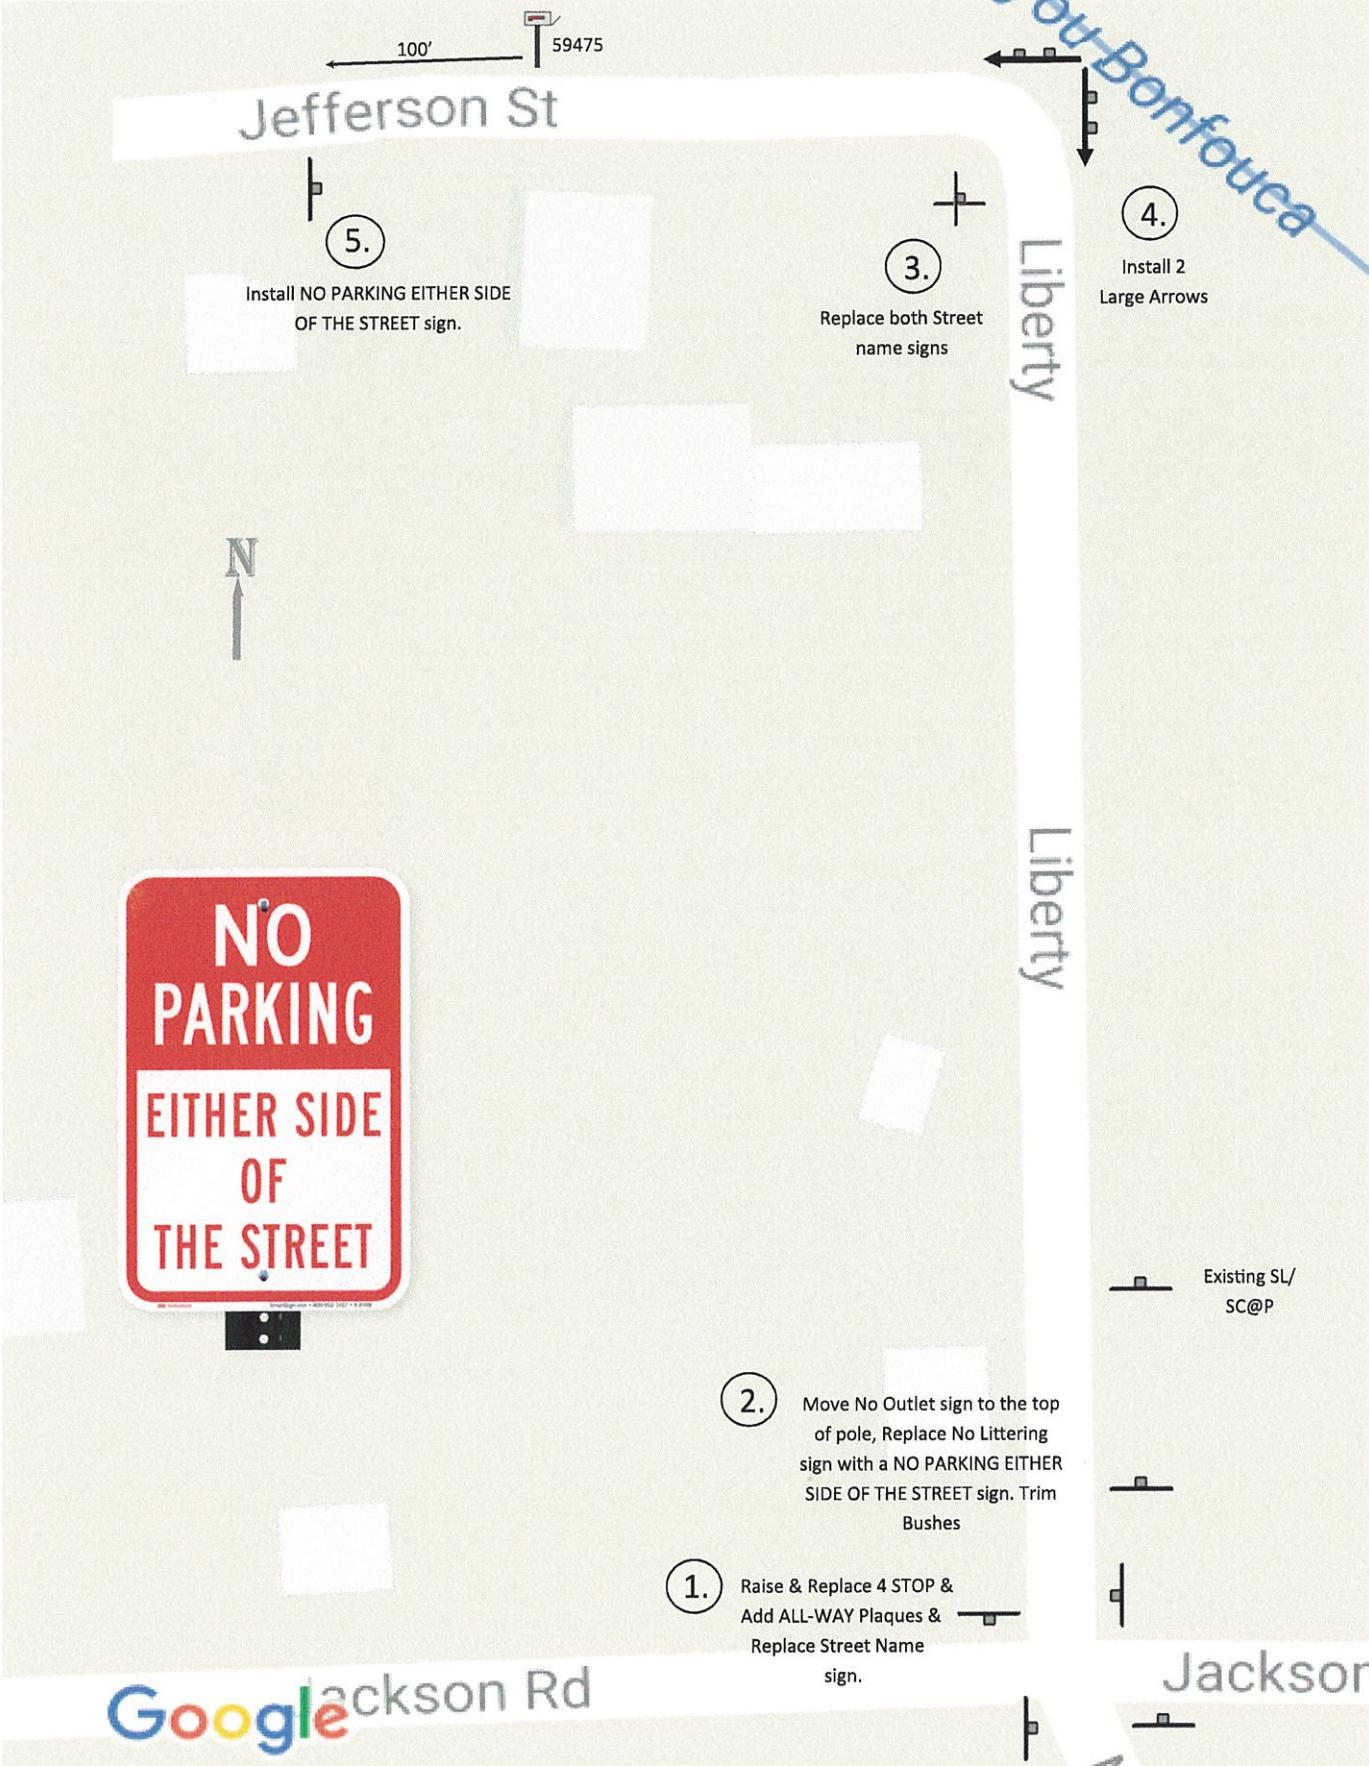 100'
59475
ou Bonfouca
Jefferson St
5.
Install NO PARKING EITHER SIDE
OF THE STREET sign.
3.
Replace both Street
name signs
4.
Install 2
Large Arrows
Liberty
N
Liberty
NO
PARKING
EITHER SIDE
OF
THE STREET
Existing SL/
SC@P
2.
Move No Outlet sign to the top
of pole, Replace No Littering
sign with a NO PARKING EITHER
SIDE OF THE STREET sign. Trim
Bushes
1.
Raise & Replace 4 STOP &
Add ALL-WAY Plaques &
Replace Street Name
sign.
Jackson Rd
Jackson
Google